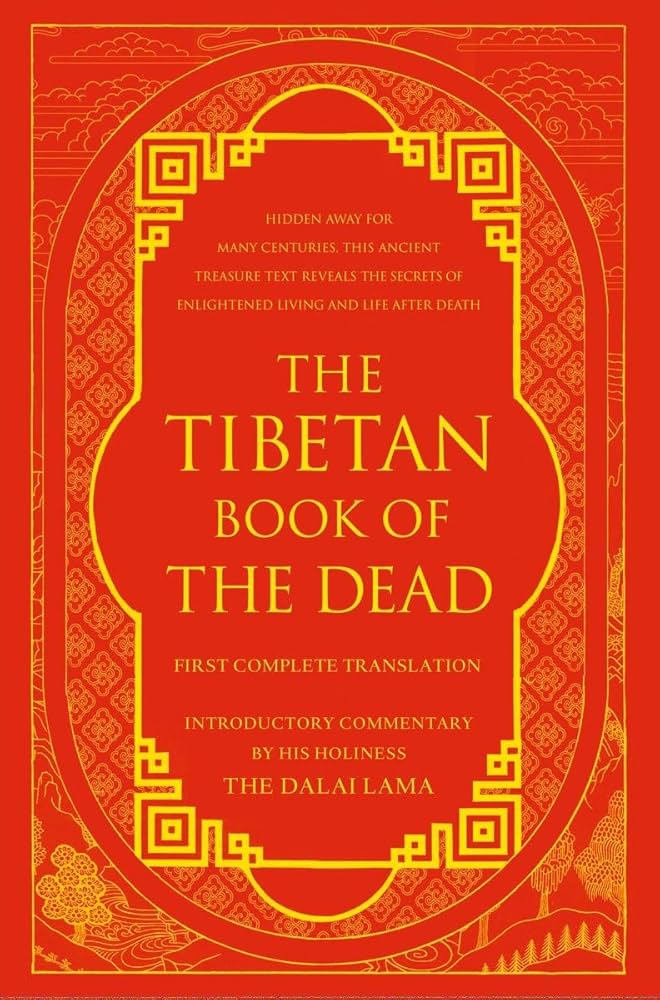 HIDDEN AWAY FOR
MANY CENTURIES, THIS ANCIENT
TREASURE TEXT REVEALS THE SECRETS OF
ENLIGHTENED LIVING AND LIFE AFTER DEATH
THE
TIBETAN
BOOK OF
THE DEAD
FIRST COMPLETE TRANSLATION
INTRODUCTORY COMMENTARY
BY HIS HOLINESS
THE DALAI LAMA